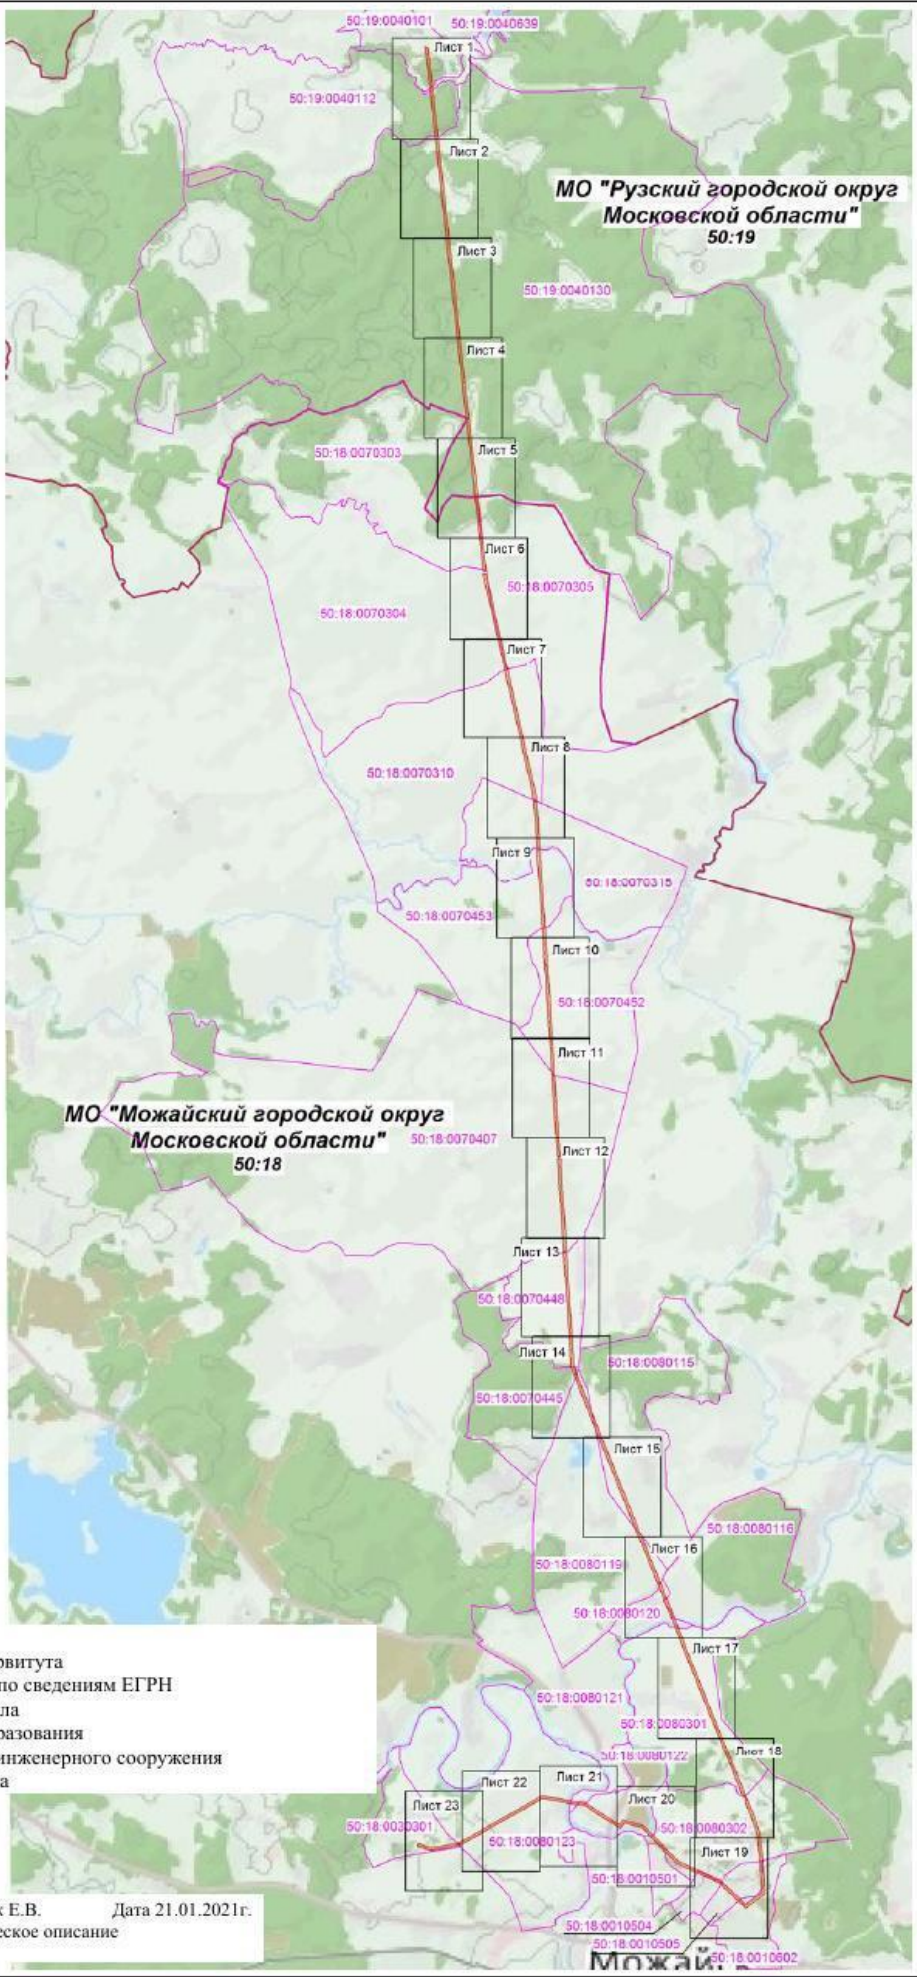 50:19:0040101 50:19:0040639
Лист 1
50:19:0040112
Лист 2
МО "Рузский городской округ
Московской области"
50:19
Лист 3
50:19:0040130
Лист 4
50:18:0070303
Лист 5
Лист 6
50:18:0070305
50:18:0070304
Лист 7
Лист 8
50:18:0070310
Лист 9
50:18:0070315
50:18:0070453
Лист 10
50:18:0070452
Лист 11
МО "Можайский городской округ
Московской области"
50:18
50:18:0070407
Лист 12
Лист 13
50:18:0070448
Лист 14
50:18:0080115
50:18:0070445
Лист 15
50:18:0080116
Лист 16
50:18:0080119
50:18:0080120
Лист 17
рвитута
по сведениям ЕГРН
ла
разования
инженерного сооружения
а
50:18:0080121
50:18:0080301
50:18:0080122
Лист 18
Лист 21
Лист 22
Лист 20
Лист 23
50:18:0030301
50:18:0080302
50:18:0080123
Лист 19
50:18:0010501
х Е.В. Дата 21.01.2021г.
еское описание
50:18:0010504
50:18:0010505
50:18:0010602